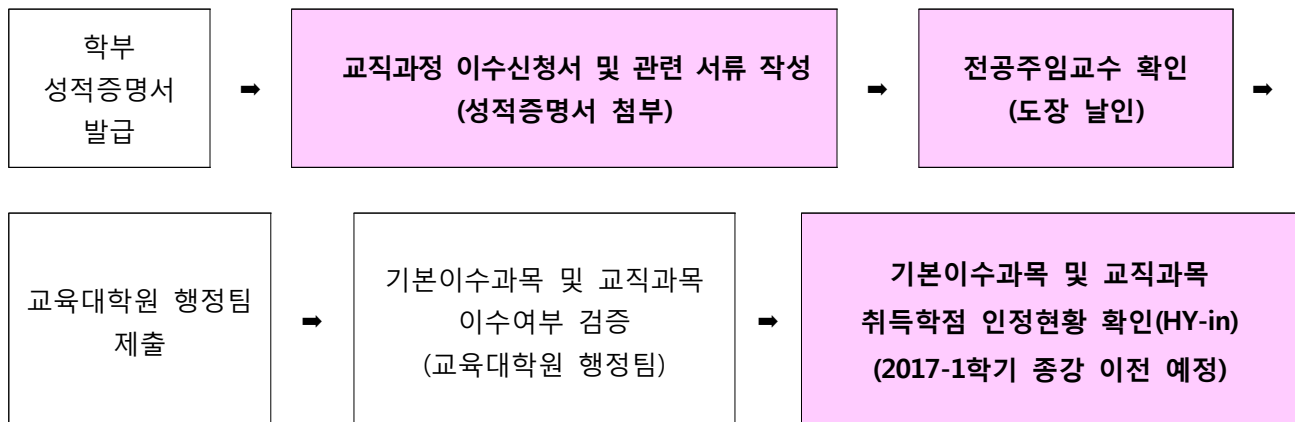 학부
성적증명서
발급
➡
교직과정 이수신청서 및 관련 서류 작성
(성적증명서 첨부)
➡
전공주임교수 확인
(도장 날인)
➡
교육대학원 행정팀
제출
➡
기본이수과목 및 교직과목
이수여부 검증
(교육대학원 행정팀)
➡
기본이수과목 및 교직과목
취득학점 인정현황 확인(HY-in)
(2017-1학기 종강 이전 예정)